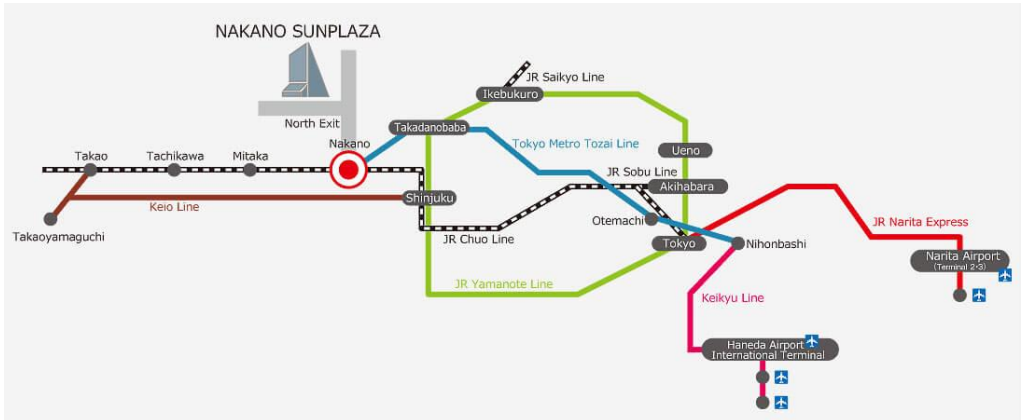 NAKANO SUNPLAZA
JR Saikyo Line
Ikebukuro
North Exit
Takadanobaba
Nakano
Tokyo Metro Tozai Line
Ueno
Takao
Tachikawa
Mitaka
JR Sobu Line
Akihabara
Shinjuku
Keio Line
Otemachi
JR Narita Express
Takaoyamaguchi
JR Chuo Line
Tokyo
Nihonbashi
Narita Airport
(Terminal 2•3)
JR Yamanote Line
Keikyu Line
Haneda Airport
International Terminal